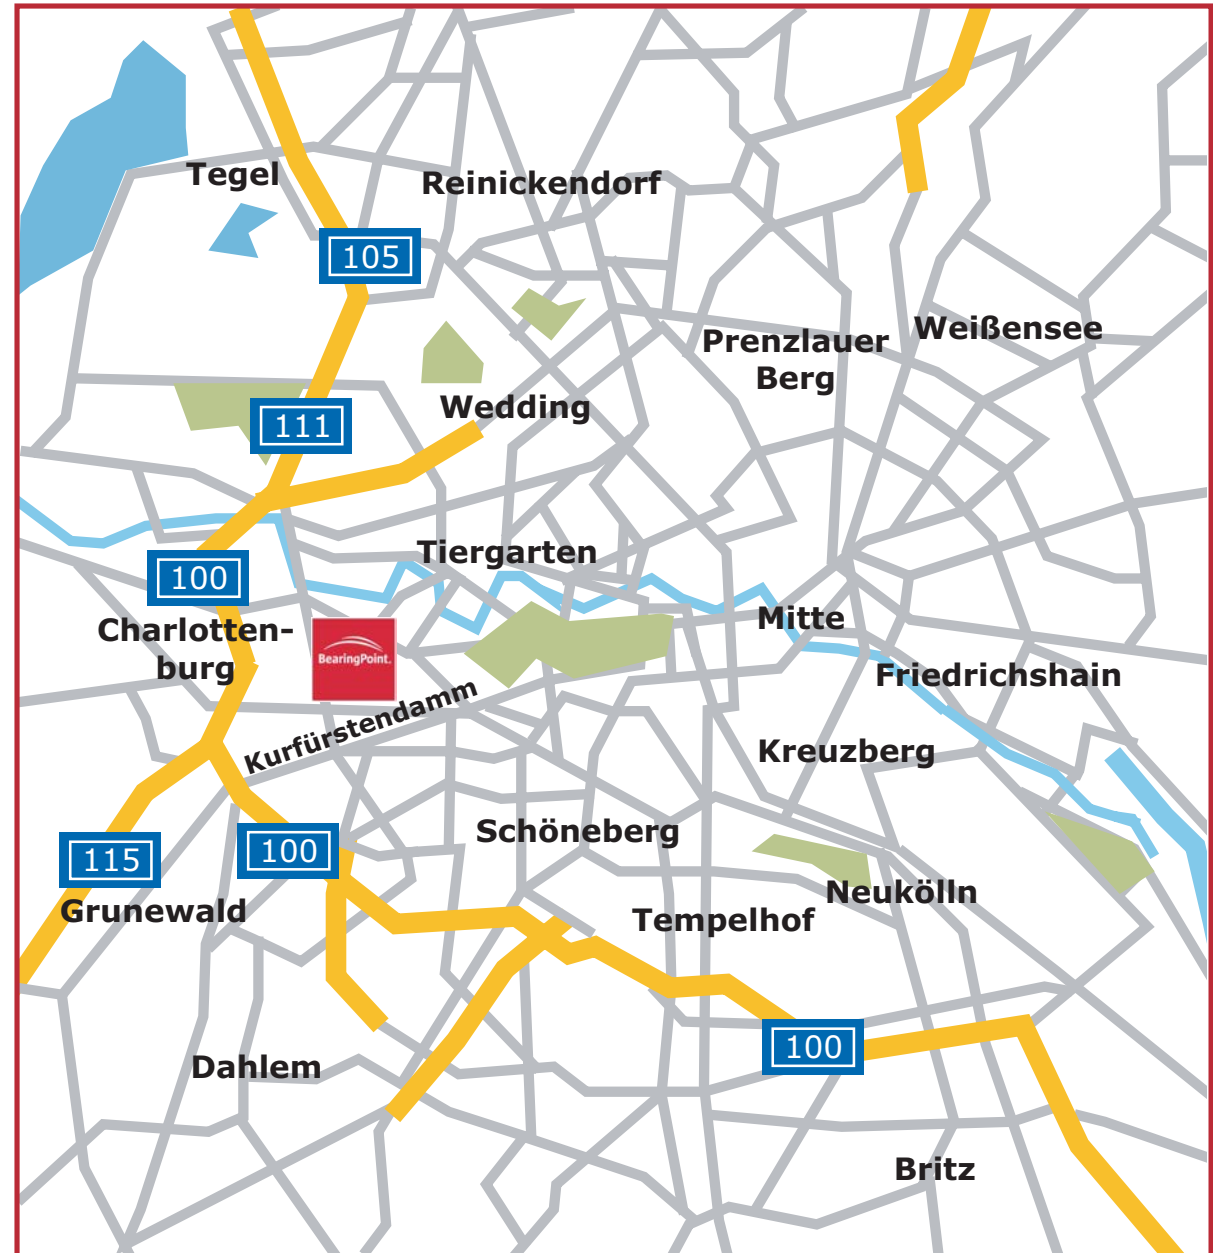 Tegel
Reinickendorf
105
Weißensee
Prenzlauer
Berg
Wedding
111
Tiergarten
100
Mitte
Charlotten-
burg
BearingPoint.
Friedrichshain
Kurfürstendamm
Kreuzberg
Schöneberg
100
115
Neukölln
Grunewald
Tempelhof
100
Dahlem
Britz